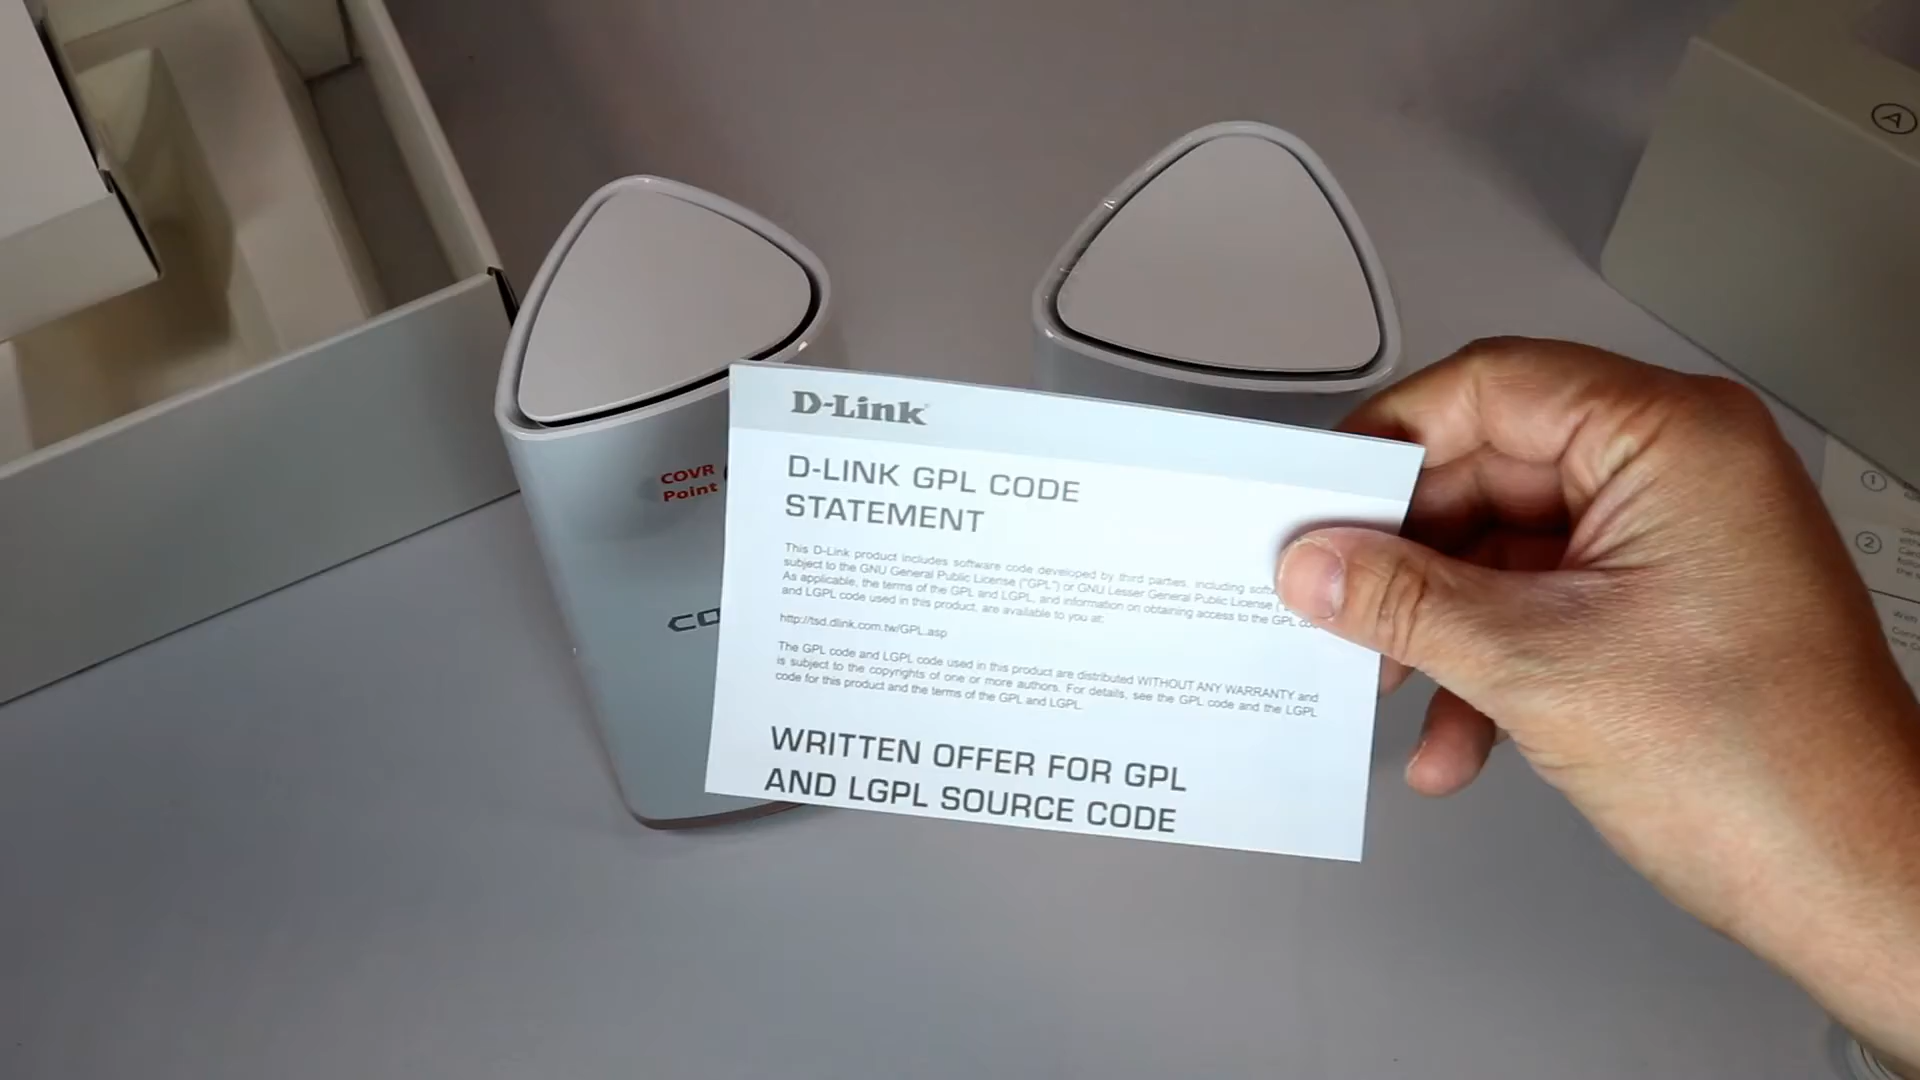 A
COVR
Point
D-Link
D-LINK GPL CODE
STATEMENT
This D-Link product includes software code developed by third parties, including
subject to the GNU General Public License ("GPL") or GNU Lesser General Public License
As applicable, the terms of the GPL and LGPL, and information on obtaining access to the GPL
and LGPL code used in this product, are available to you at:
http://tsd.dlink.com.tw/GPL.asp
The GPL code and LGPL code used in this product are distributed WITHOUT ANY WARRANTY and
is subject to the copyrights of one or more authors. For details, see the GPL code and the LGPL
code for this product and the terms of the GPL and LGPL.
WRITTEN OFFER FOR GPL
AND LGPL SOURCE CODE
1
2